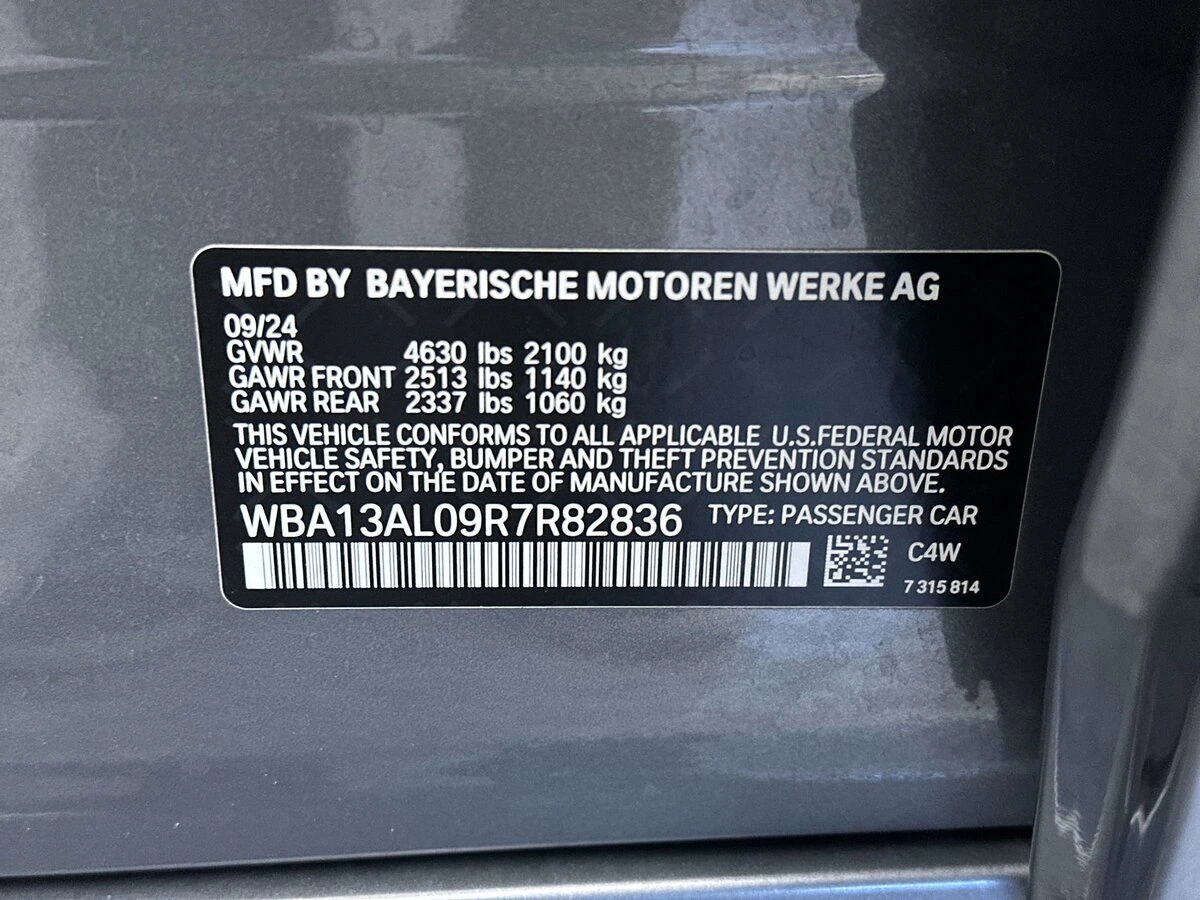 MFD BY BAYERISCHE MOTOREN WERKE AG
09/24
GVWR 4630 lbs 2100 kg
GAWR FRONT 2513 lbs 1140 kg
GAWR REAR 2337 lbs 1060 kg
THIS VEHICLE CONFORMS TO ALL APPLICABLE U.S.FEDERAL MOTOR
VEHICLE SAFETY, BUMPER AND THEFT PREVENTION STANDARDS
IN EFFECT ON THE DATE OF MANUFACTURE SHOWN ABOVE.
WBA13AL09R7R82836 TYPE: PASSENGER CAR
C4W
7 315 814